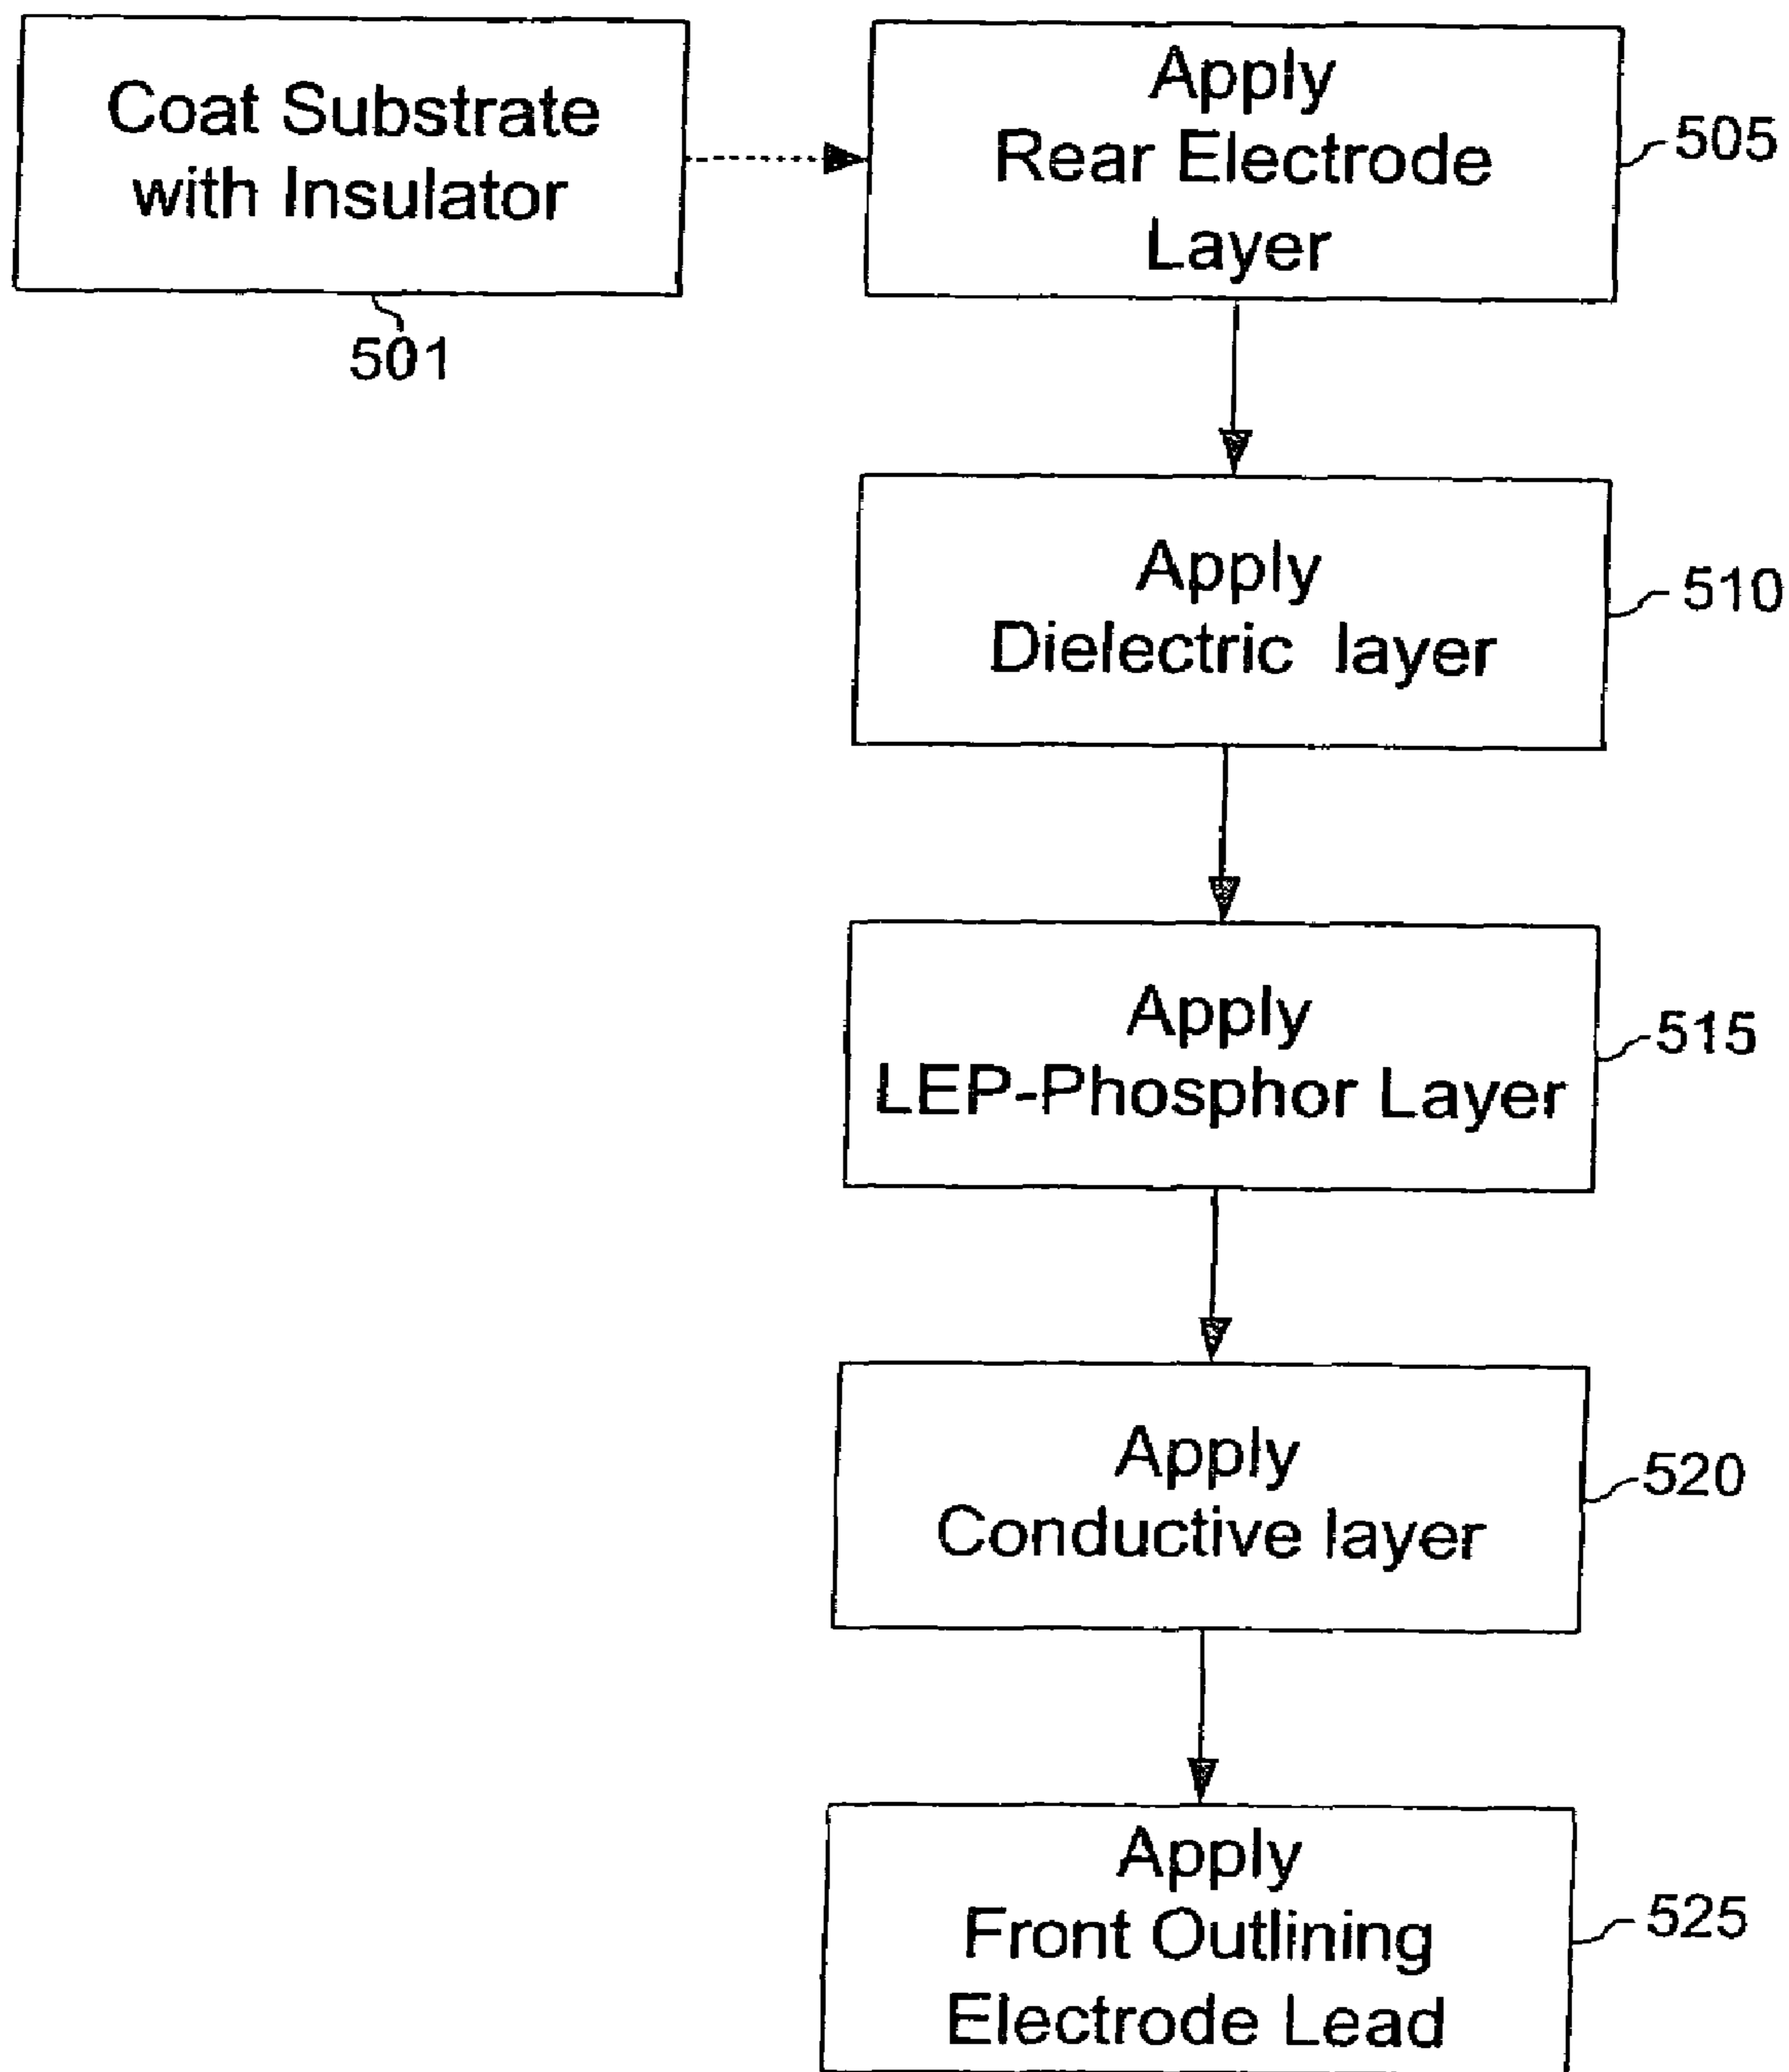 Coat Substrate
with Insulator
501
Apply
Rear Electrode
Layer
505
Apply
Dielectric layer
510
Apply
LEP-Phosphor Layer
515
Apply
Conductive layer
520
Apply
Front Outlining
Electrode Lead
525